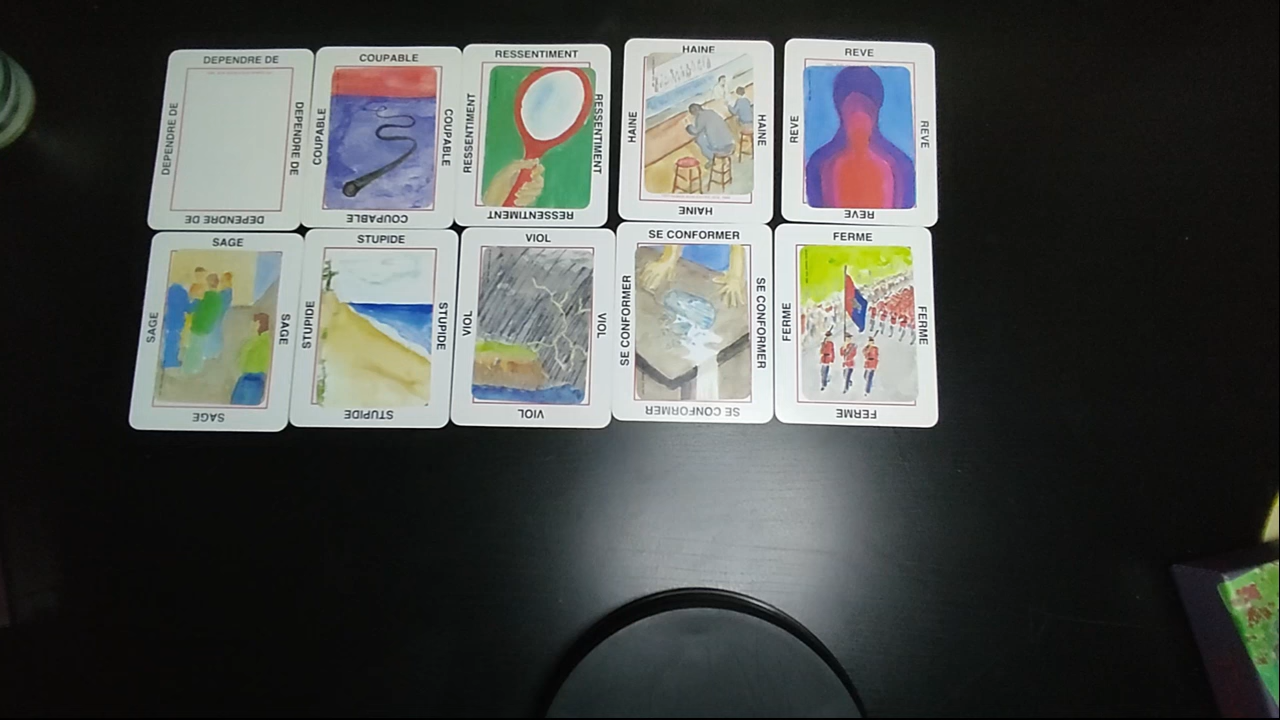 DEPENDRE DE
DEPENDRE DE
DEPENDRE DE
DEPENDRE DE
COUPABLE
COUPABLE
COUPABLE
COUPABLE
RESSENTIMENT
RESSENTIMENT
RESSENTIMENT
RESSENTIMENT
HAINE
HAINE
HAINE
HAINE
REVE
REVE
REVE
REVE
SAGE
SAGE
SAGE
SAGE
STUPIDE
STUPIDE
STUPIDE
STUPIDE
VIOL
VIOL
VIOL
VIOL
SE CONFORMER
SE CONFORMER
SE CONFORMER
SE CONFORMER
FERME
FERME
FERME
FERME